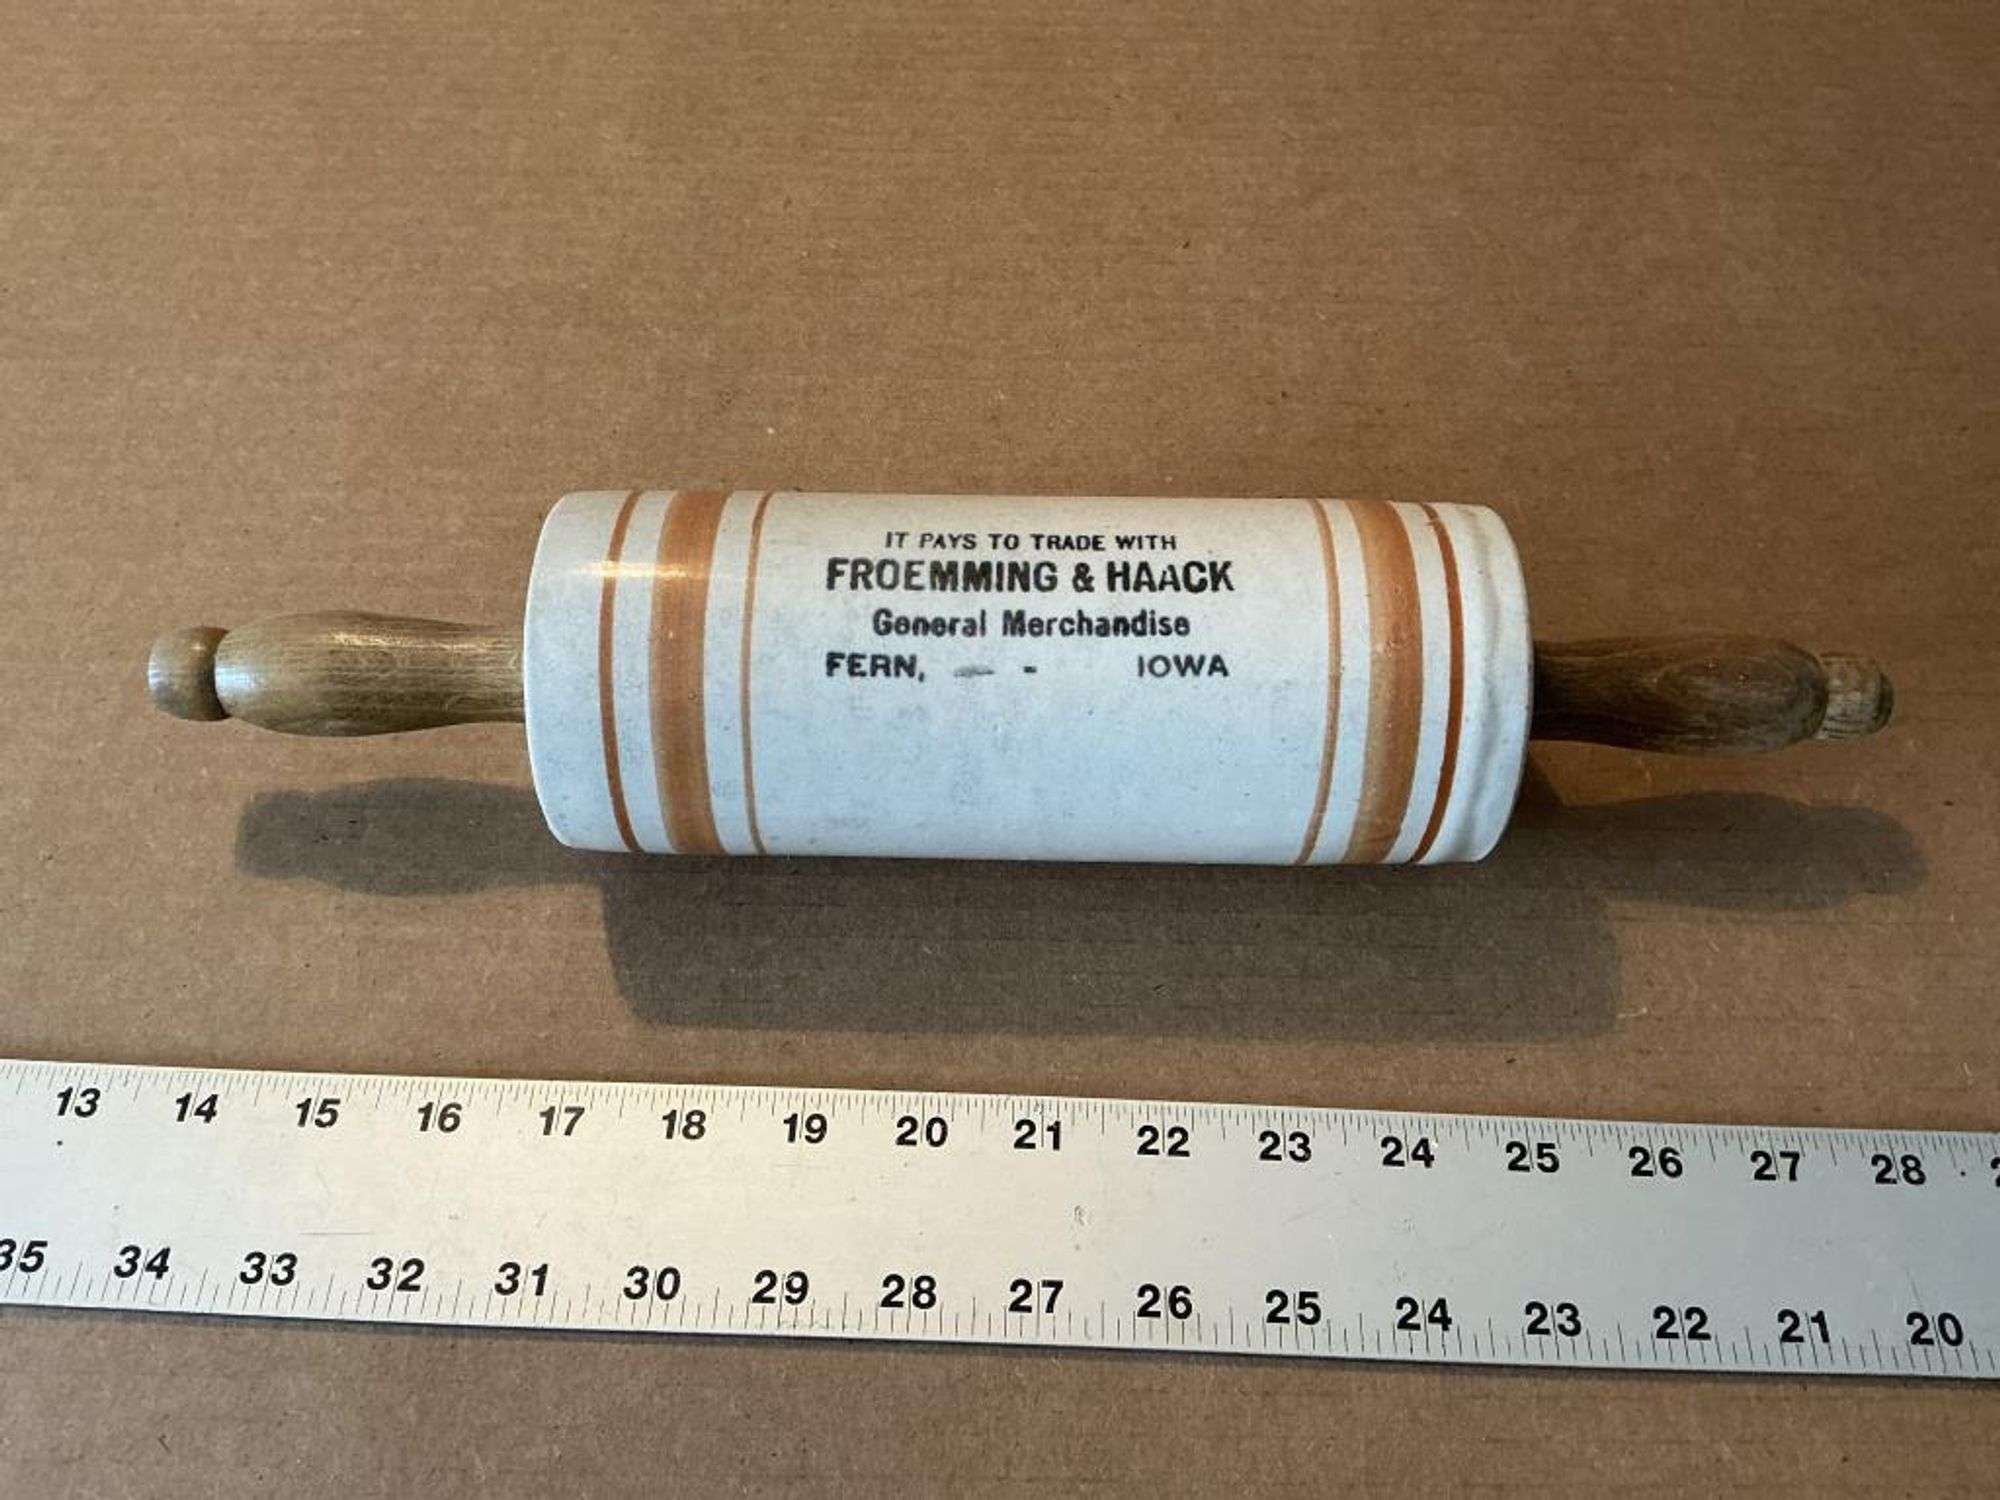 IT PAYS TO TRADE WITH
FROEMMING & HAACK
General Merchandise
FERN, - - IOWA
13 14 15 16 17 18 19 20 21 22 23 24 25 26 27 28
35 34 33 32 31 30 29 28 27 26 25 24 23 22 21 20